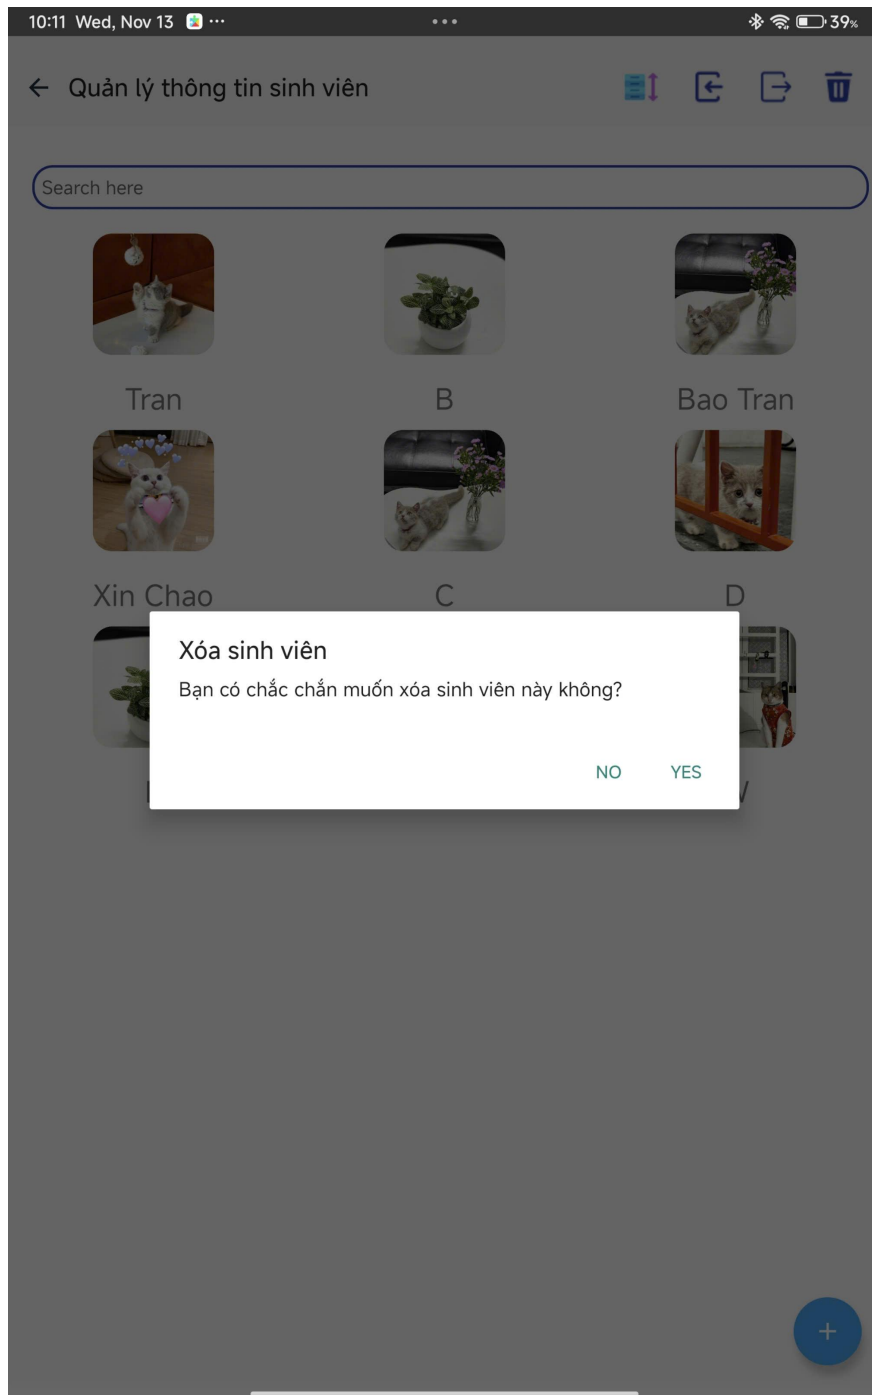 10:11 Wed, Nov 13
39%
Quản lý thông tin sinh viên
Search here
Tran B Bao Tran
Xin Chao C D
Xóa sinh viên
Bạn có chắc chắn muốn xóa sinh viên này không?
NO YES